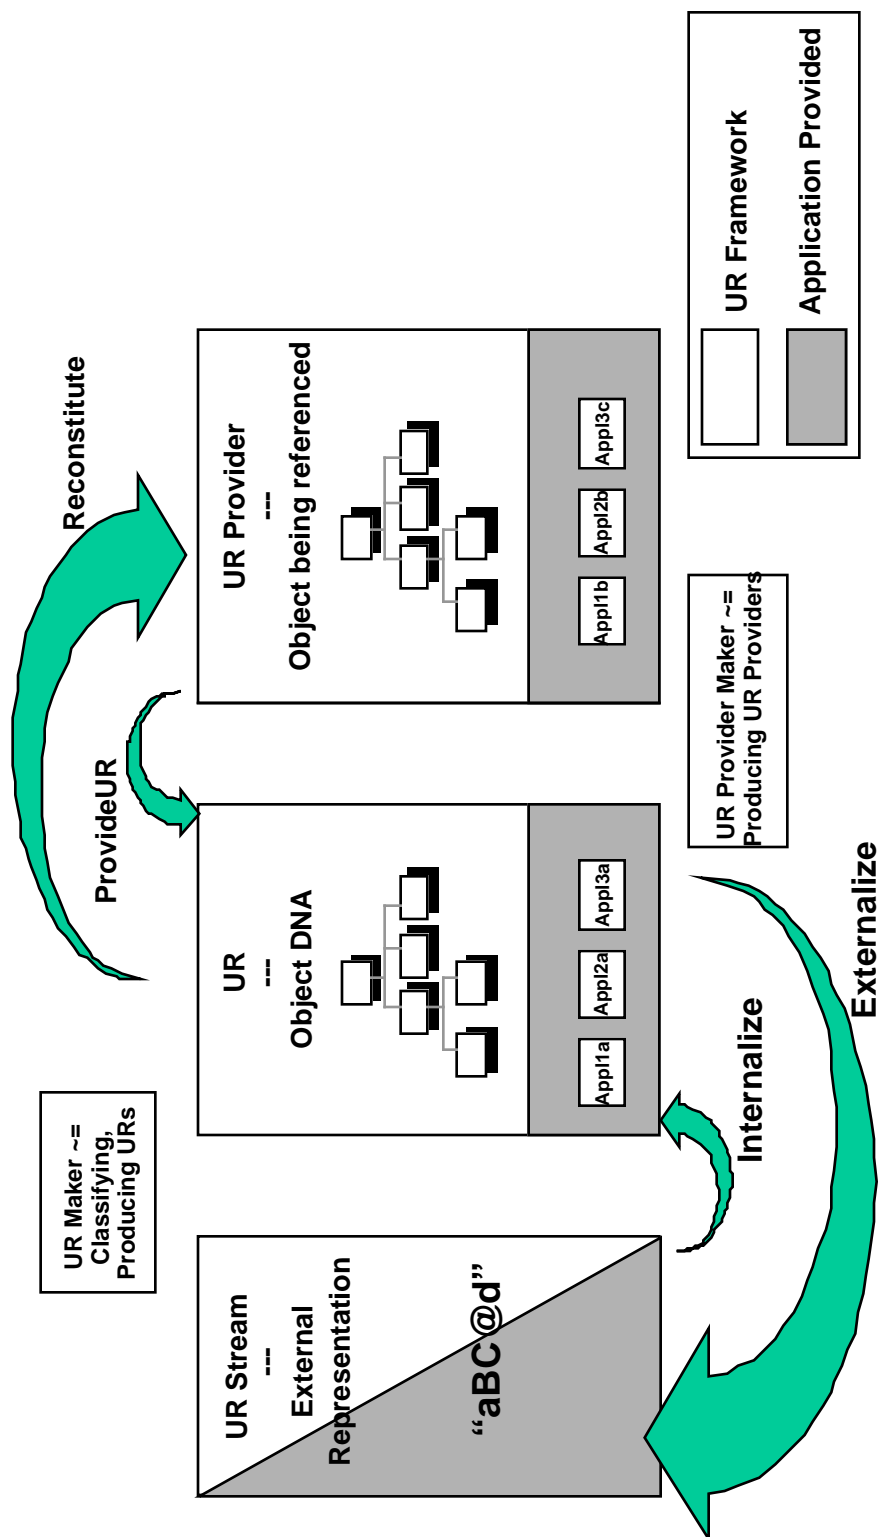 Reconstitute
ProvideUR
UR Maker ~=
Classifying,
Producing URs
UR Stream
---
External
Representation
“aBC@d”
UR
---
Object DNA
Appl1a
Appl2a
Appl3a
UR Provider
---
Object being referenced
Appl1b
Appl2b
Appl3c
Internalize
Externalize
UR Provider Maker ~=
Producing UR Providers
UR Framework
Application Provided